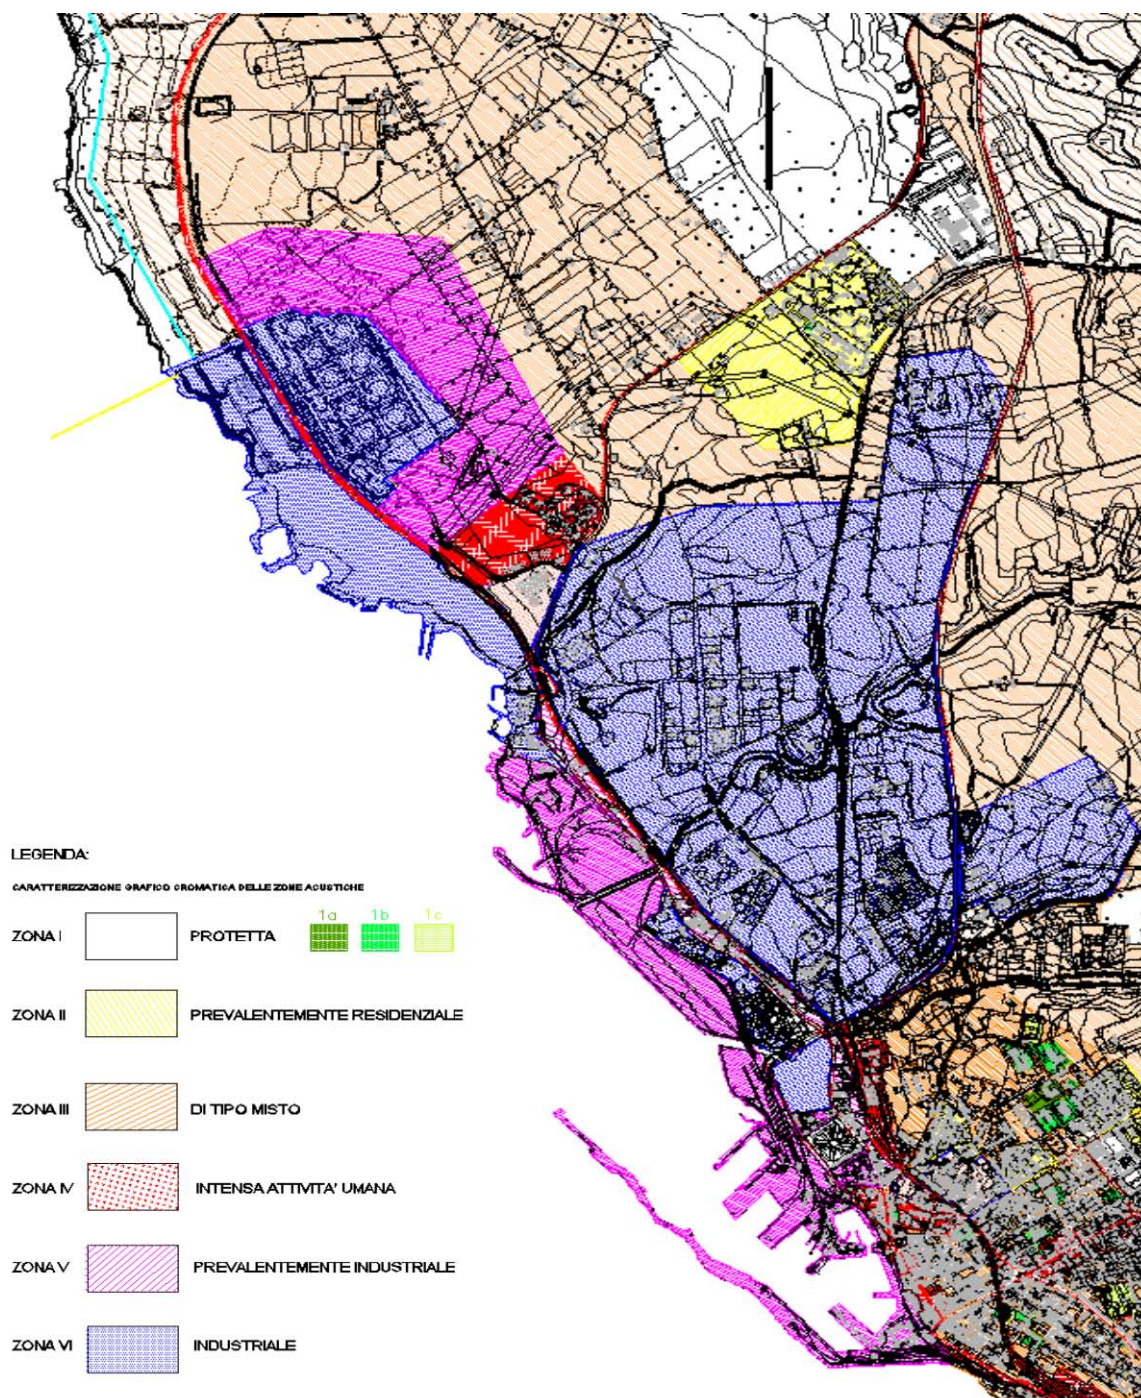 LEGENDA:
CARATTERIZZAZIONE GRAFICO CROMATICA DELLE ZONE ACUSTICHE
1a 1b 1c
ZONA I PROTETTA
ZONA II PREVALENTEMENTE RESIDENZIALE
ZONA III DI TIPO MISTO
ZONA IV INTENSA ATTIVITA' UMANA
ZONA V PREVALENTEMENTE INDUSTRIALE
ZONA VI INDUSTRIALE